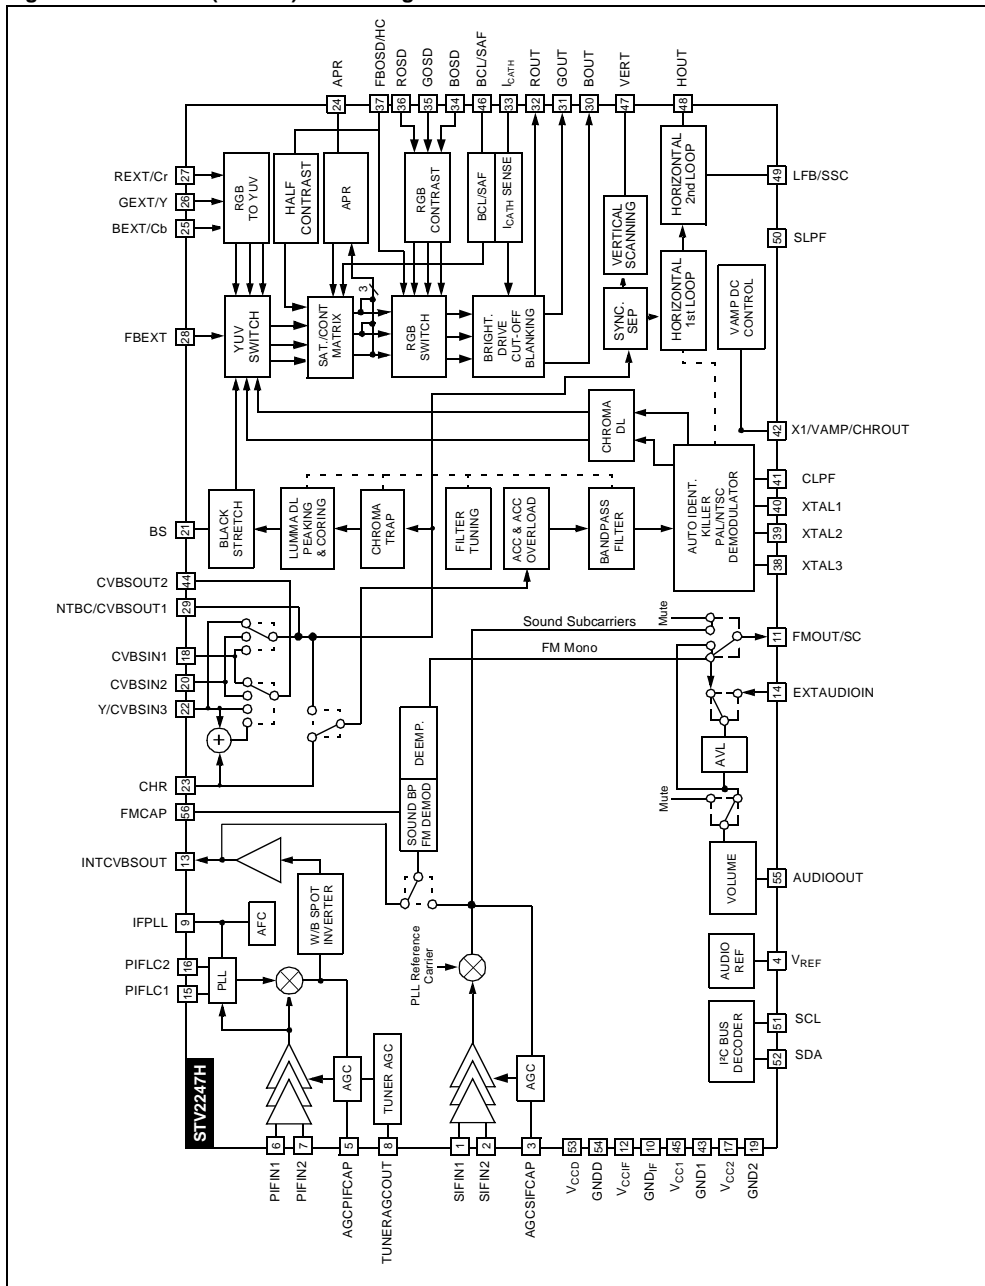 APR
FBOSD/HC
ROSD
GOSD
BOSD
BCL/SAF
ICATH
ROUT
GOUT
BOUT
VERT
HOUT
24
37
36
35
34
46
33
32
31
30
47
48
REXT/Cr
27
GEXT/Y
26
BEXT/Cb
25
RGB
TO YUV
HALF
CONTRAST
APR
RGB
CONTRAST
BCL/SAF
ICATH SENSE
VERTICAL
SCANNING
HORIZONTAL
2nd LOOP
49
LFB/SSC
50
SLPF
FBEXT
28
YUV
SWITCH
SAT./CONT
MATRIX
3
RGB
SWITCH
BRIGHT.
DRIVE
CUT-OFF
BLANKING
SYNC.
SEP
HORIZONTAL
1st LOOP
VAMP DC
CONTROL
CHROMA
DL
42
X1/VAMP/CHROUT
BS
21
BLACK
STRETCH
LUMMA DL
PEAKING
& CORING
CHROMA
TRAP
FILTER
TUNING
ACC & ACC
OVERLOAD
BANDPASS
FILTER
AUTO IDENT.
KILLER
PAL/NTSC
DEMODULATOR
41
CLPF
40
XTAL1
39
XTAL2
38
XTAL3
CVBSOUT2
44
NTBC/CVBSOUT1
29
CVBSIN1
18
CVBSIN2
20
Y/CVBSIN3
22
+
CHR
23
FMCAP
56
Sound Subcarriers
FM Mono
Mute
11
FMOUT/SC
14
EXTAUDIOIN
DEEMP.
SOUND BP
FM DEMOD
AVL
Mute
VOLUME
55
AUDIOOUT
INTCVBSOUT
13
IFPLL
9
AFC
W/B SPOT
INVERTER
PIFLC2
16
PIFLC1
15
PLL
PLL Reference
Carrier
AUDIO
REF
4
VREF
I²C BUS
DECODER
51
SCL
52
SDA
STV2247H
AGC
TUNER AGC
AGC
6
7
5
8
1
2
3
53
54
12
10
45
43
17
19
PIFIN1
PIFIN2
AGCPIFCAP
TUNERAGCOUT
SIFIN1
SIFIN2
AGCSIFCAP
VCCD
GNDD
VCCIF
GNDIF
VCC1
GND1
VCC2
GND2